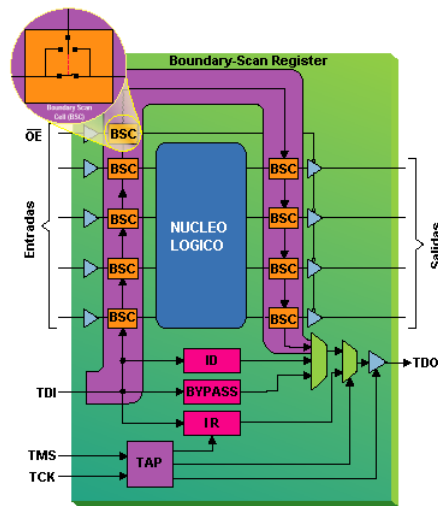 Boundary-Scan Register
Boundary Scan
Cell (BSC)
OE
BSC
BSC
BSC
BSC
BSC
BSC
BSC
BSC
BSC
Entradas
NUCLEO
LOGICO
Salidas
ID
TDI
BYPASS
TDO
IR
TMS
TAP
TCK